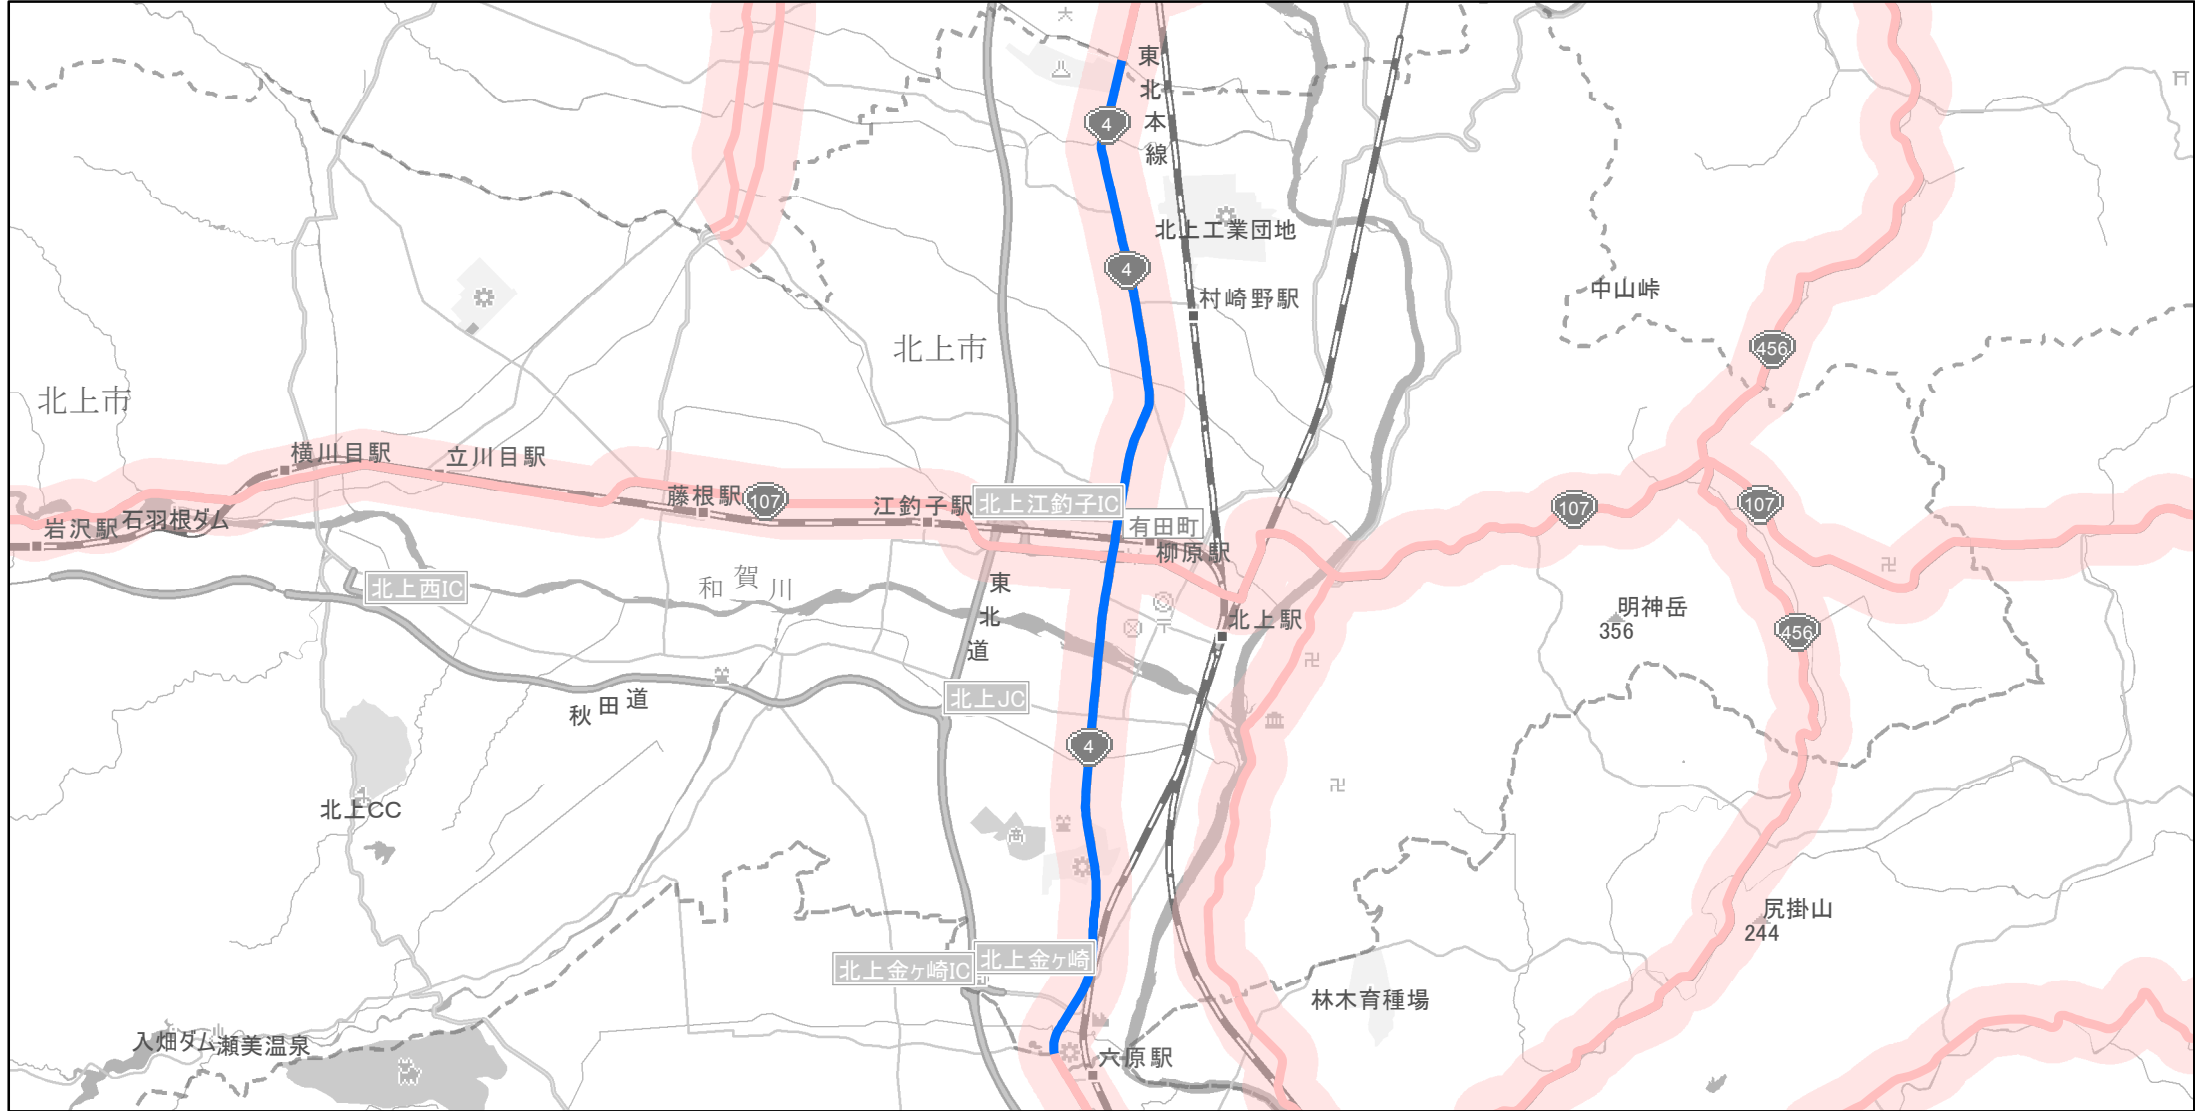 東北本線
4
北上工業団地
4
中山峠
村崎野駅
北上市
456
北上市
横川目駅
立川目駅
藤根駅
107
江釣子駅
北上江釣子IC
107
107
岩沢駅
石羽根ダム
有田町
柳原駅
北上西IC
和賀川
東北道
北上駅
明神岳
356
456
北上JC
秋田道
4
北上CC
尻掛山
244
北上金ヶ崎IC
北上金ヶ崎
林木育種場
入畑ダム
瀬美温泉
六原駅